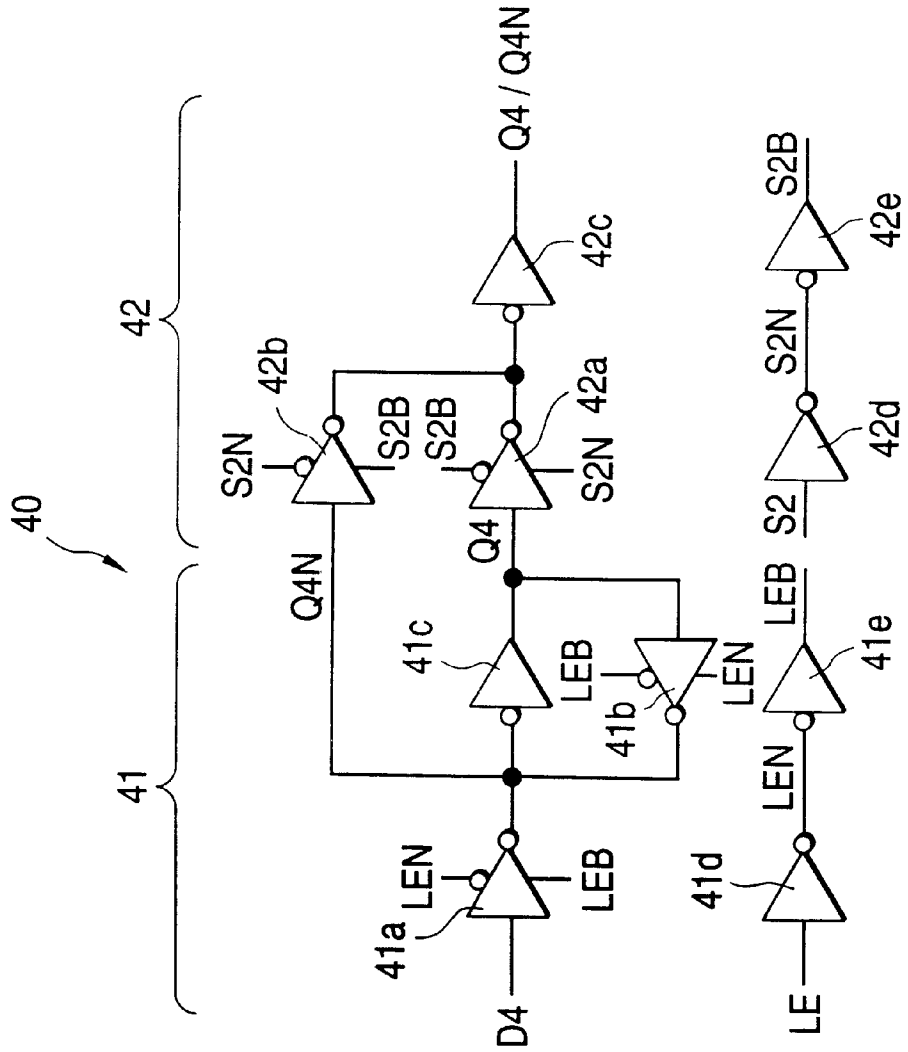 40
41
42
S2N
42b
Q4N
S2B
S2B
LEN
41c
Q4
42a
Q4 / Q4N
D4
41a
LEB
LEB
41b
LEN
S2N
42c
LE
41d
LEN
41e
LEB
S2
42d
S2N
42e
S2B